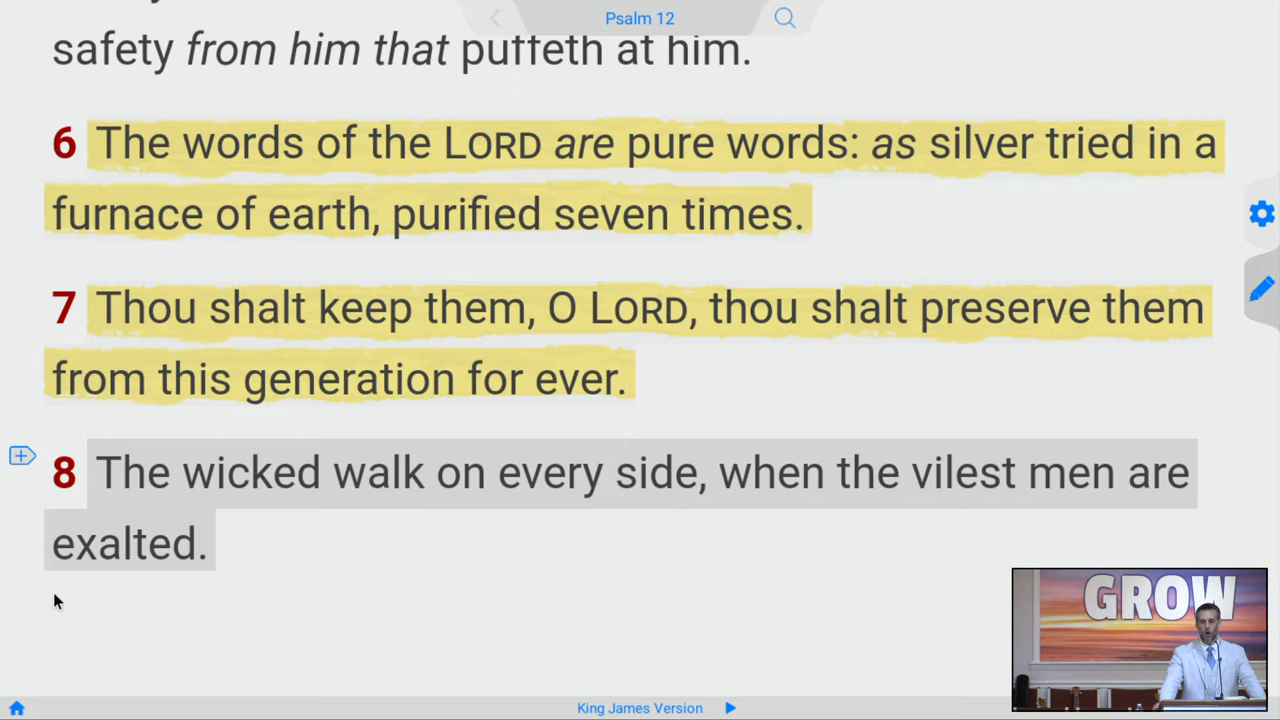 Psalm 12
safety from him that puffeth at him.
6 The words of the LORD are pure words: as silver tried in a
furnace of earth, purified seven times.
7 Thou shalt keep them, O LORD, thou shalt preserve them
from this generation for ever.
8 The wicked walk on every side, when the vilest men are
exalted.
GROW
King James Version